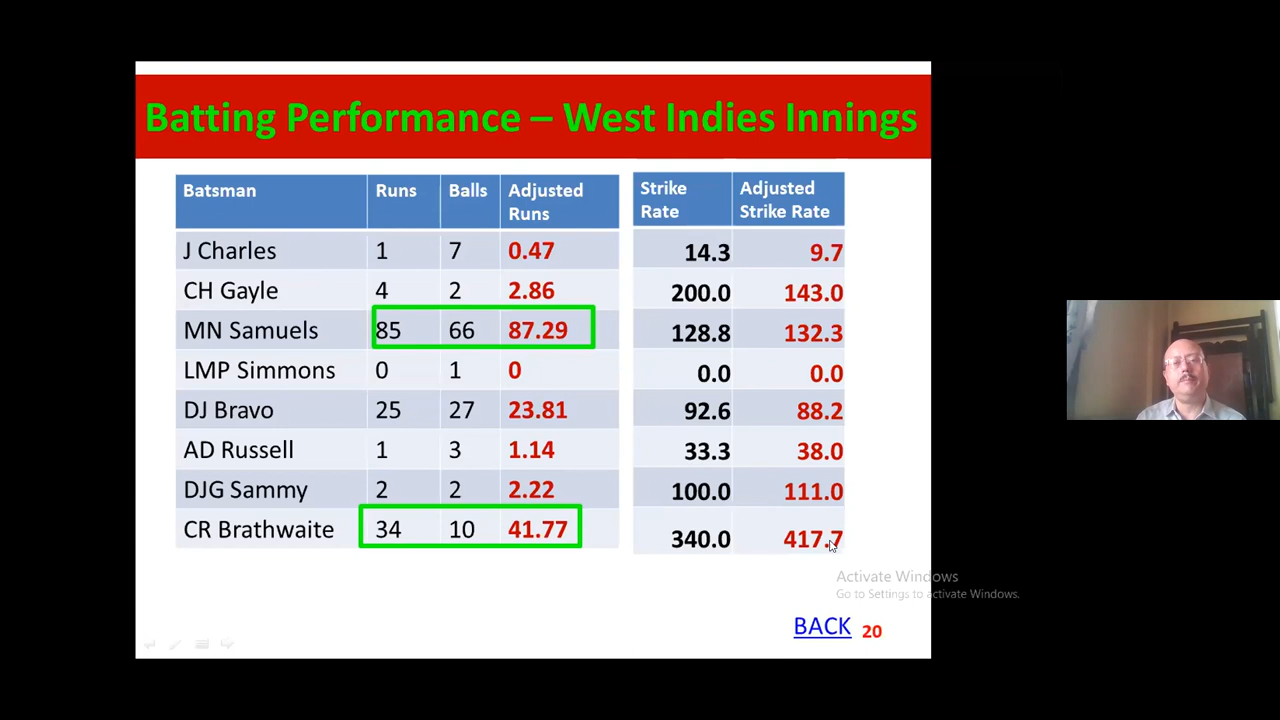 Batting Performance – West Indies Innings
Batsman Runs Balls Adjusted Runs Strike Rate Adjusted Strike Rate
J Charles 1 7 0.47 14.3 9.7
CH Gayle 4 2 2.86 200.0 143.0
MN Samuels 85 66 87.29 128.8 132.3
LMP Simmons 0 1 0 0.0 0.0
DJ Bravo 25 27 23.81 92.6 88.2
AD Russell 1 3 1.14 33.3 38.0
DJG Sammy 2 2 2.22 100.0 111.0
CR Brathwaite 34 10 41.77 340.0 417.7
Activate Windows
Go to Settings to activate Windows.
BACK 20